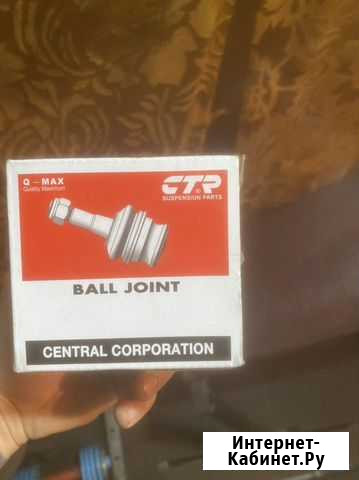 Q-MAX
Quality Maximum
CTR®
SUSPENSION PARTS
BALL JOINT
CENTRAL CORPORATION
Интернет-
Кабинет.Ру